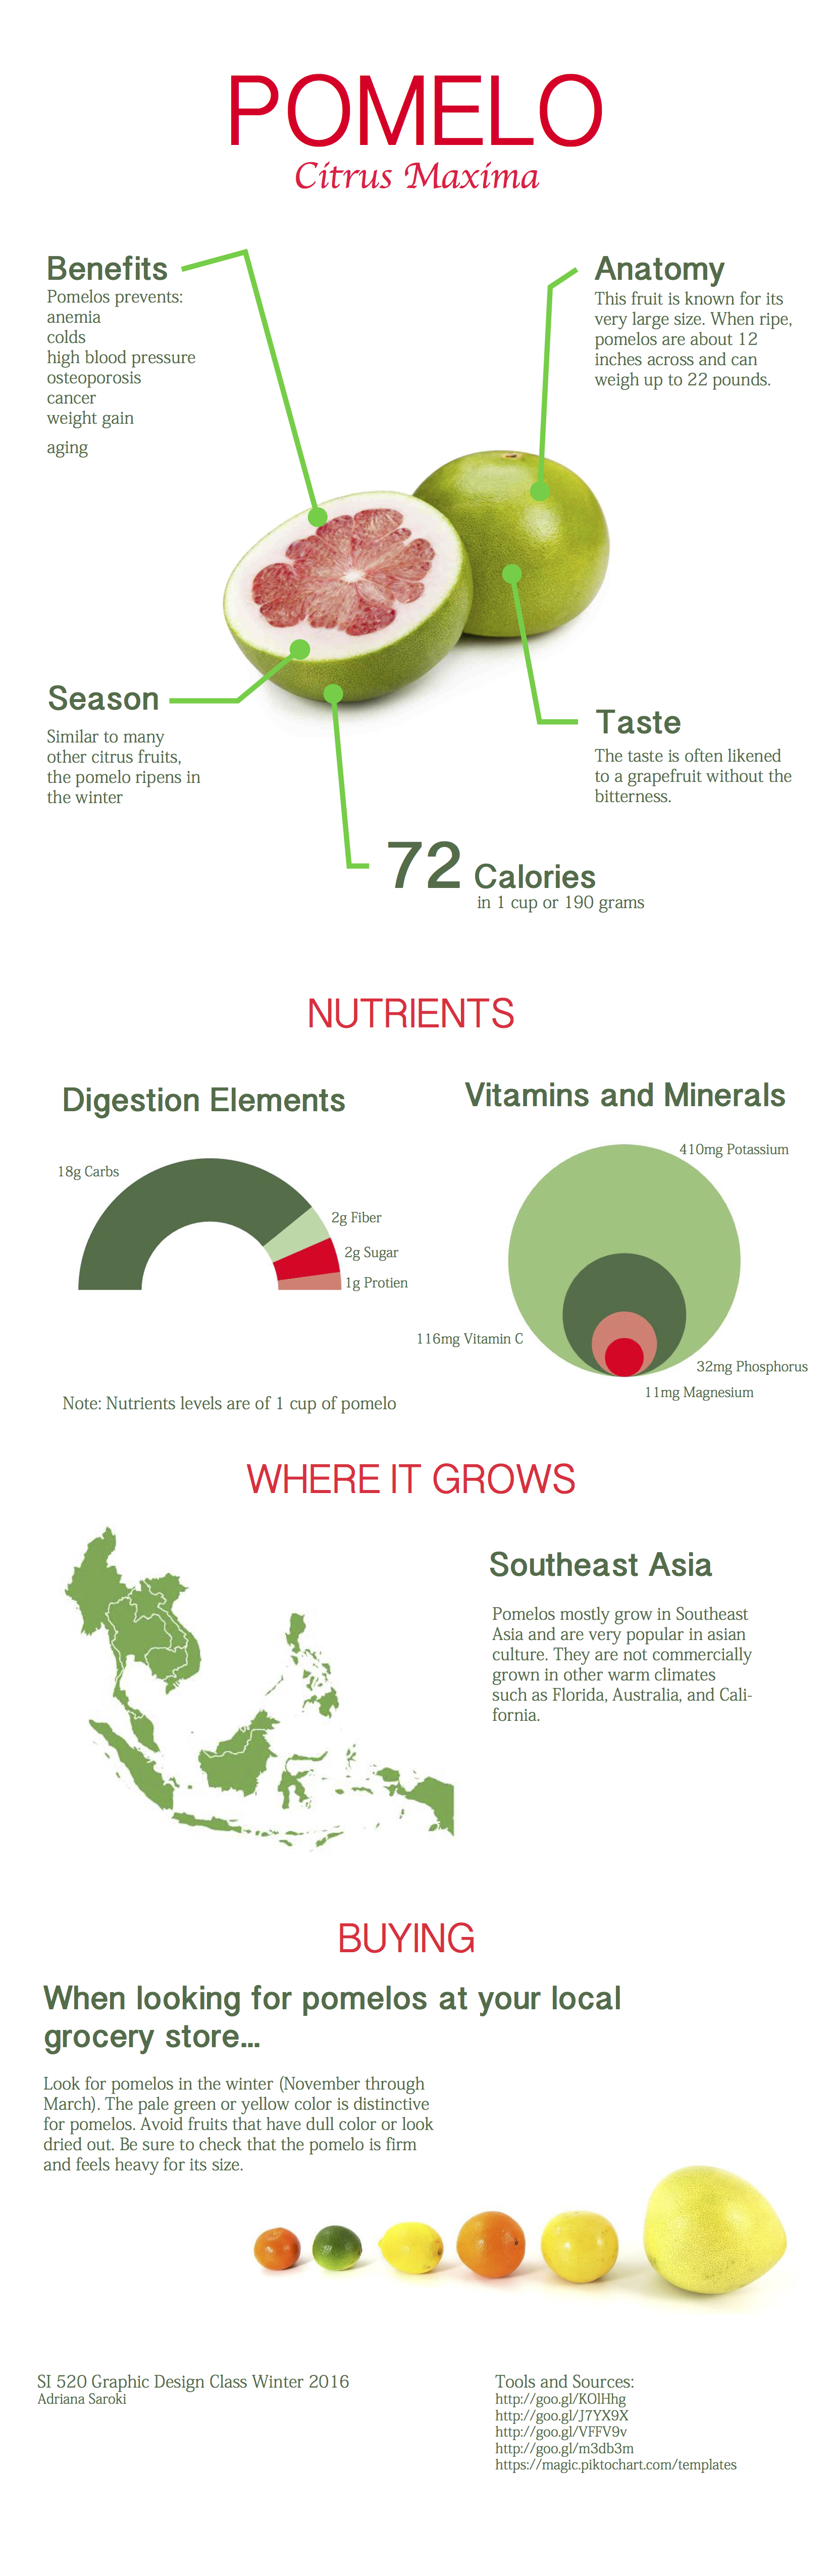 POMELO
Citrus Maxima
Benefits
Pomelos prevents:
anemia
colds
high blood pressure
osteoporosis
cancer
weight gain
aging
Anatomy
This fruit is known for its
very large size. When ripe,
pomelos are about 12
inches across and can
weigh up to 22 pounds.
Season
Similar to many
other citrus fruits,
the pomelo ripens in
the winter
Taste
The taste is often likened
to a grapefruit without the
bitterness.
72 Calories
in 1 cup or 190 grams
NUTRIENTS
Digestion Elements
18g Carbs
2g Fiber
2g Sugar
1g Protien
Note: Nutrients levels are of 1 cup of pomelo
Vitamins and Minerals
410mg Potassium
116mg Vitamin C
32mg Phosphorus
11mg Magnesium
WHERE IT GROWS
Southeast Asia
Pomelos mostly grow in Southeast
Asia and are very popular in asian
culture. They are not commercially
grown in other warm climates
such as Florida, Australia, and Cali-
fornia.
BUYING
When looking for pomelos at your local
grocery store...
Look for pomelos in the winter (November through
March). The pale green or yellow color is distinctive
for pomelos. Avoid fruits that have dull color or look
dried out. Be sure to check that the pomelo is firm
and feels heavy for its size.
SI 520 Graphic Design Class Winter 2016
Adriana Saroki
Tools and Sources:
http://goo.gl/KOlHhg
http://goo.gl/J7YX9X
http://goo.gl/VFFV9v
http://goo.gl/m3db3m
https://magic.piktochart.com/templates